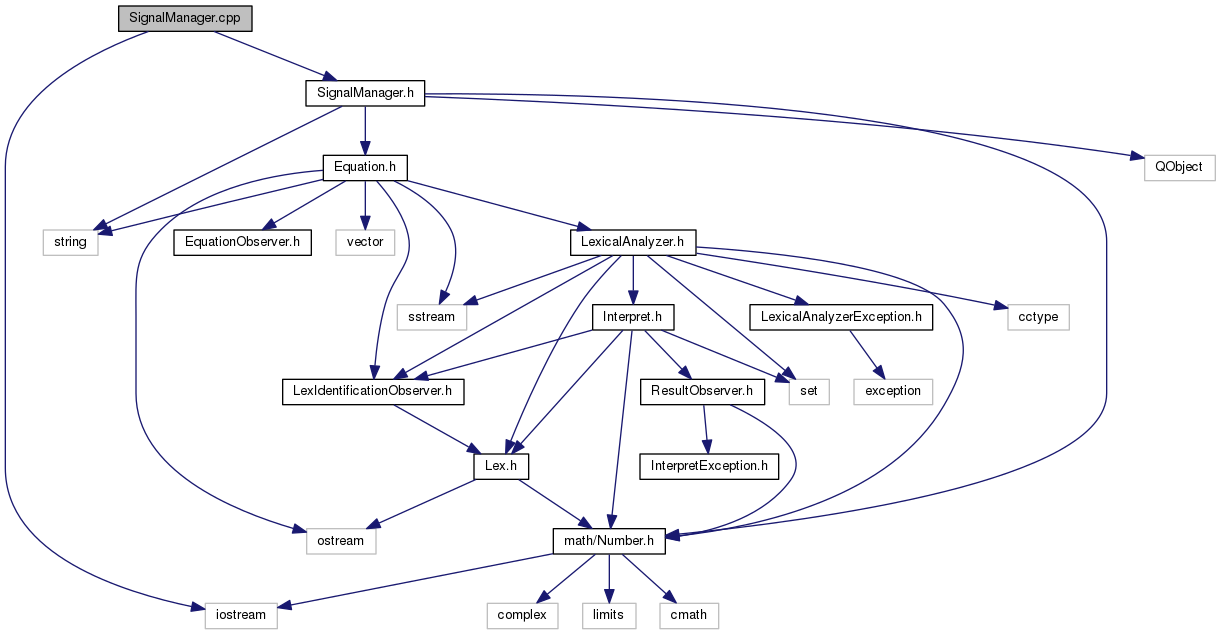 SignalManager.cpp
SignalManager.h
Equation.h
QObject
string
EquationObserver.h
vector
LexicalAnalyzer.h
sstream
Interpret.h
LexicalAnalyzerException.h
cctype
LexIdentificationObserver.h
ResultObserver.h
set
exception
Lex.h
InterpretException.h
ostream
math/Number.h
iostream
complex
limits
cmath